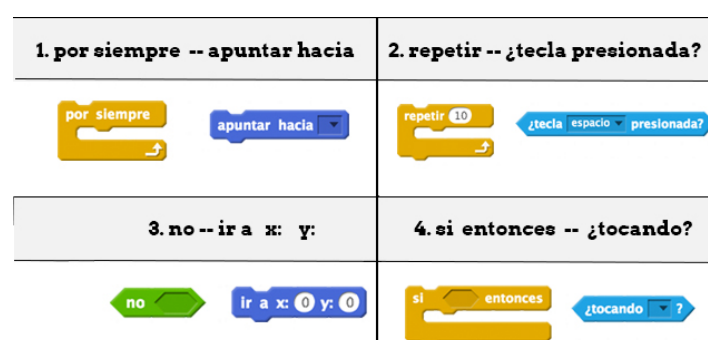 1. por siempre -- apuntar hacia
por siempre
apuntar hacia
2. repetir -- ¿tecla presionada?
repetir 10
¿tecla espacio presionada?
3. no -- ir a x: y:
no
ir a x: 0 y: 0
4. si entonces -- ¿tocando?
si entonces
¿tocando ?